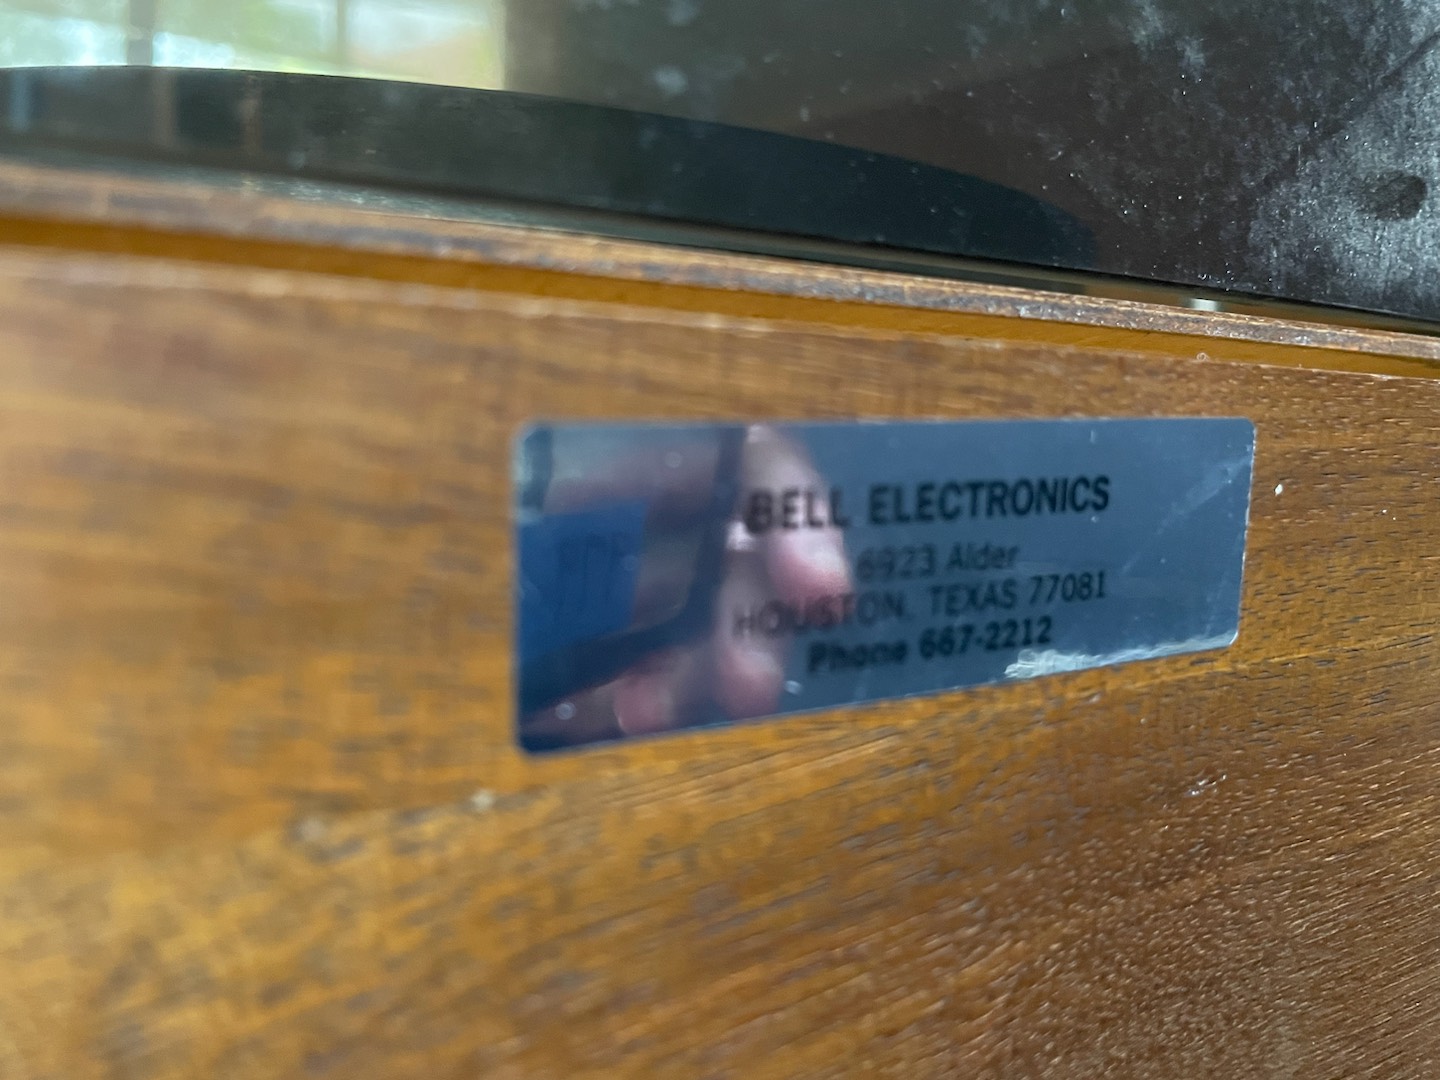 BELL ELECTRONICS
6923 Alder
HOUSTON, TEXAS 77081
Phone 667-2212